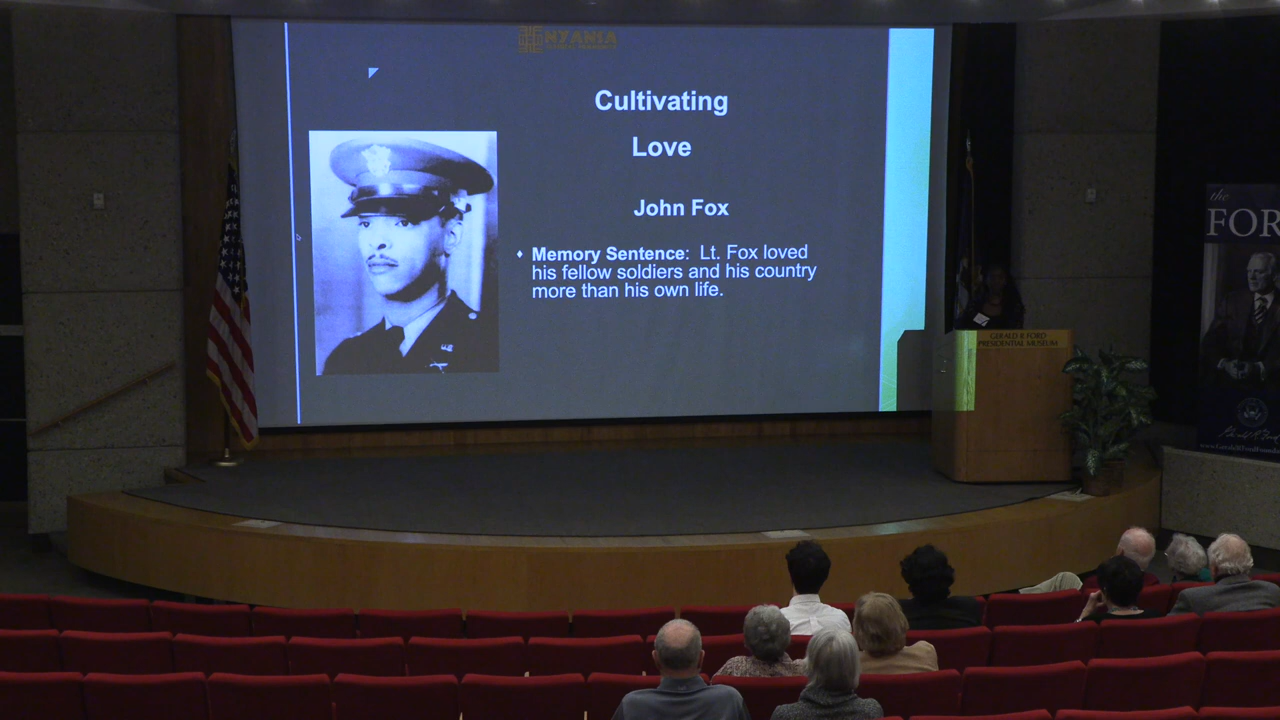 NYANIA
Cultivating
Love
John Fox
Memory Sentence: Lt. Fox loved
his fellow soldiers and his country
more than his own life.
GERALD R FORD
PRESIDENTIAL MUSEUM
the
FOR